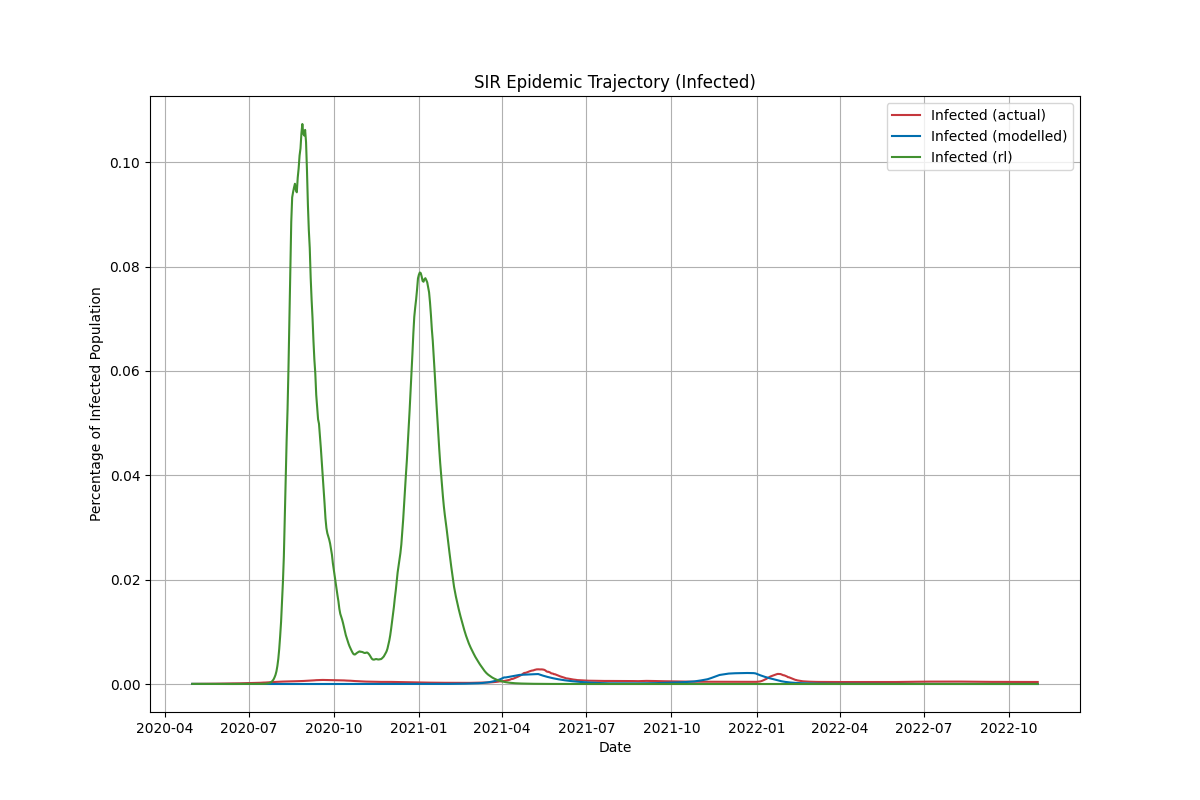 SIR Epidemic Trajectory (Infected)
Infected (actual)
Infected (modelled)
Infected (rl)
Percentage of Infected Population
0.10
0.08
0.06
0.04
0.02
0.00
2020-04 2020-07 2020-10 2021-01 2021-04 2021-07 2021-10 2022-01 2022-04 2022-07 2022-10
Date